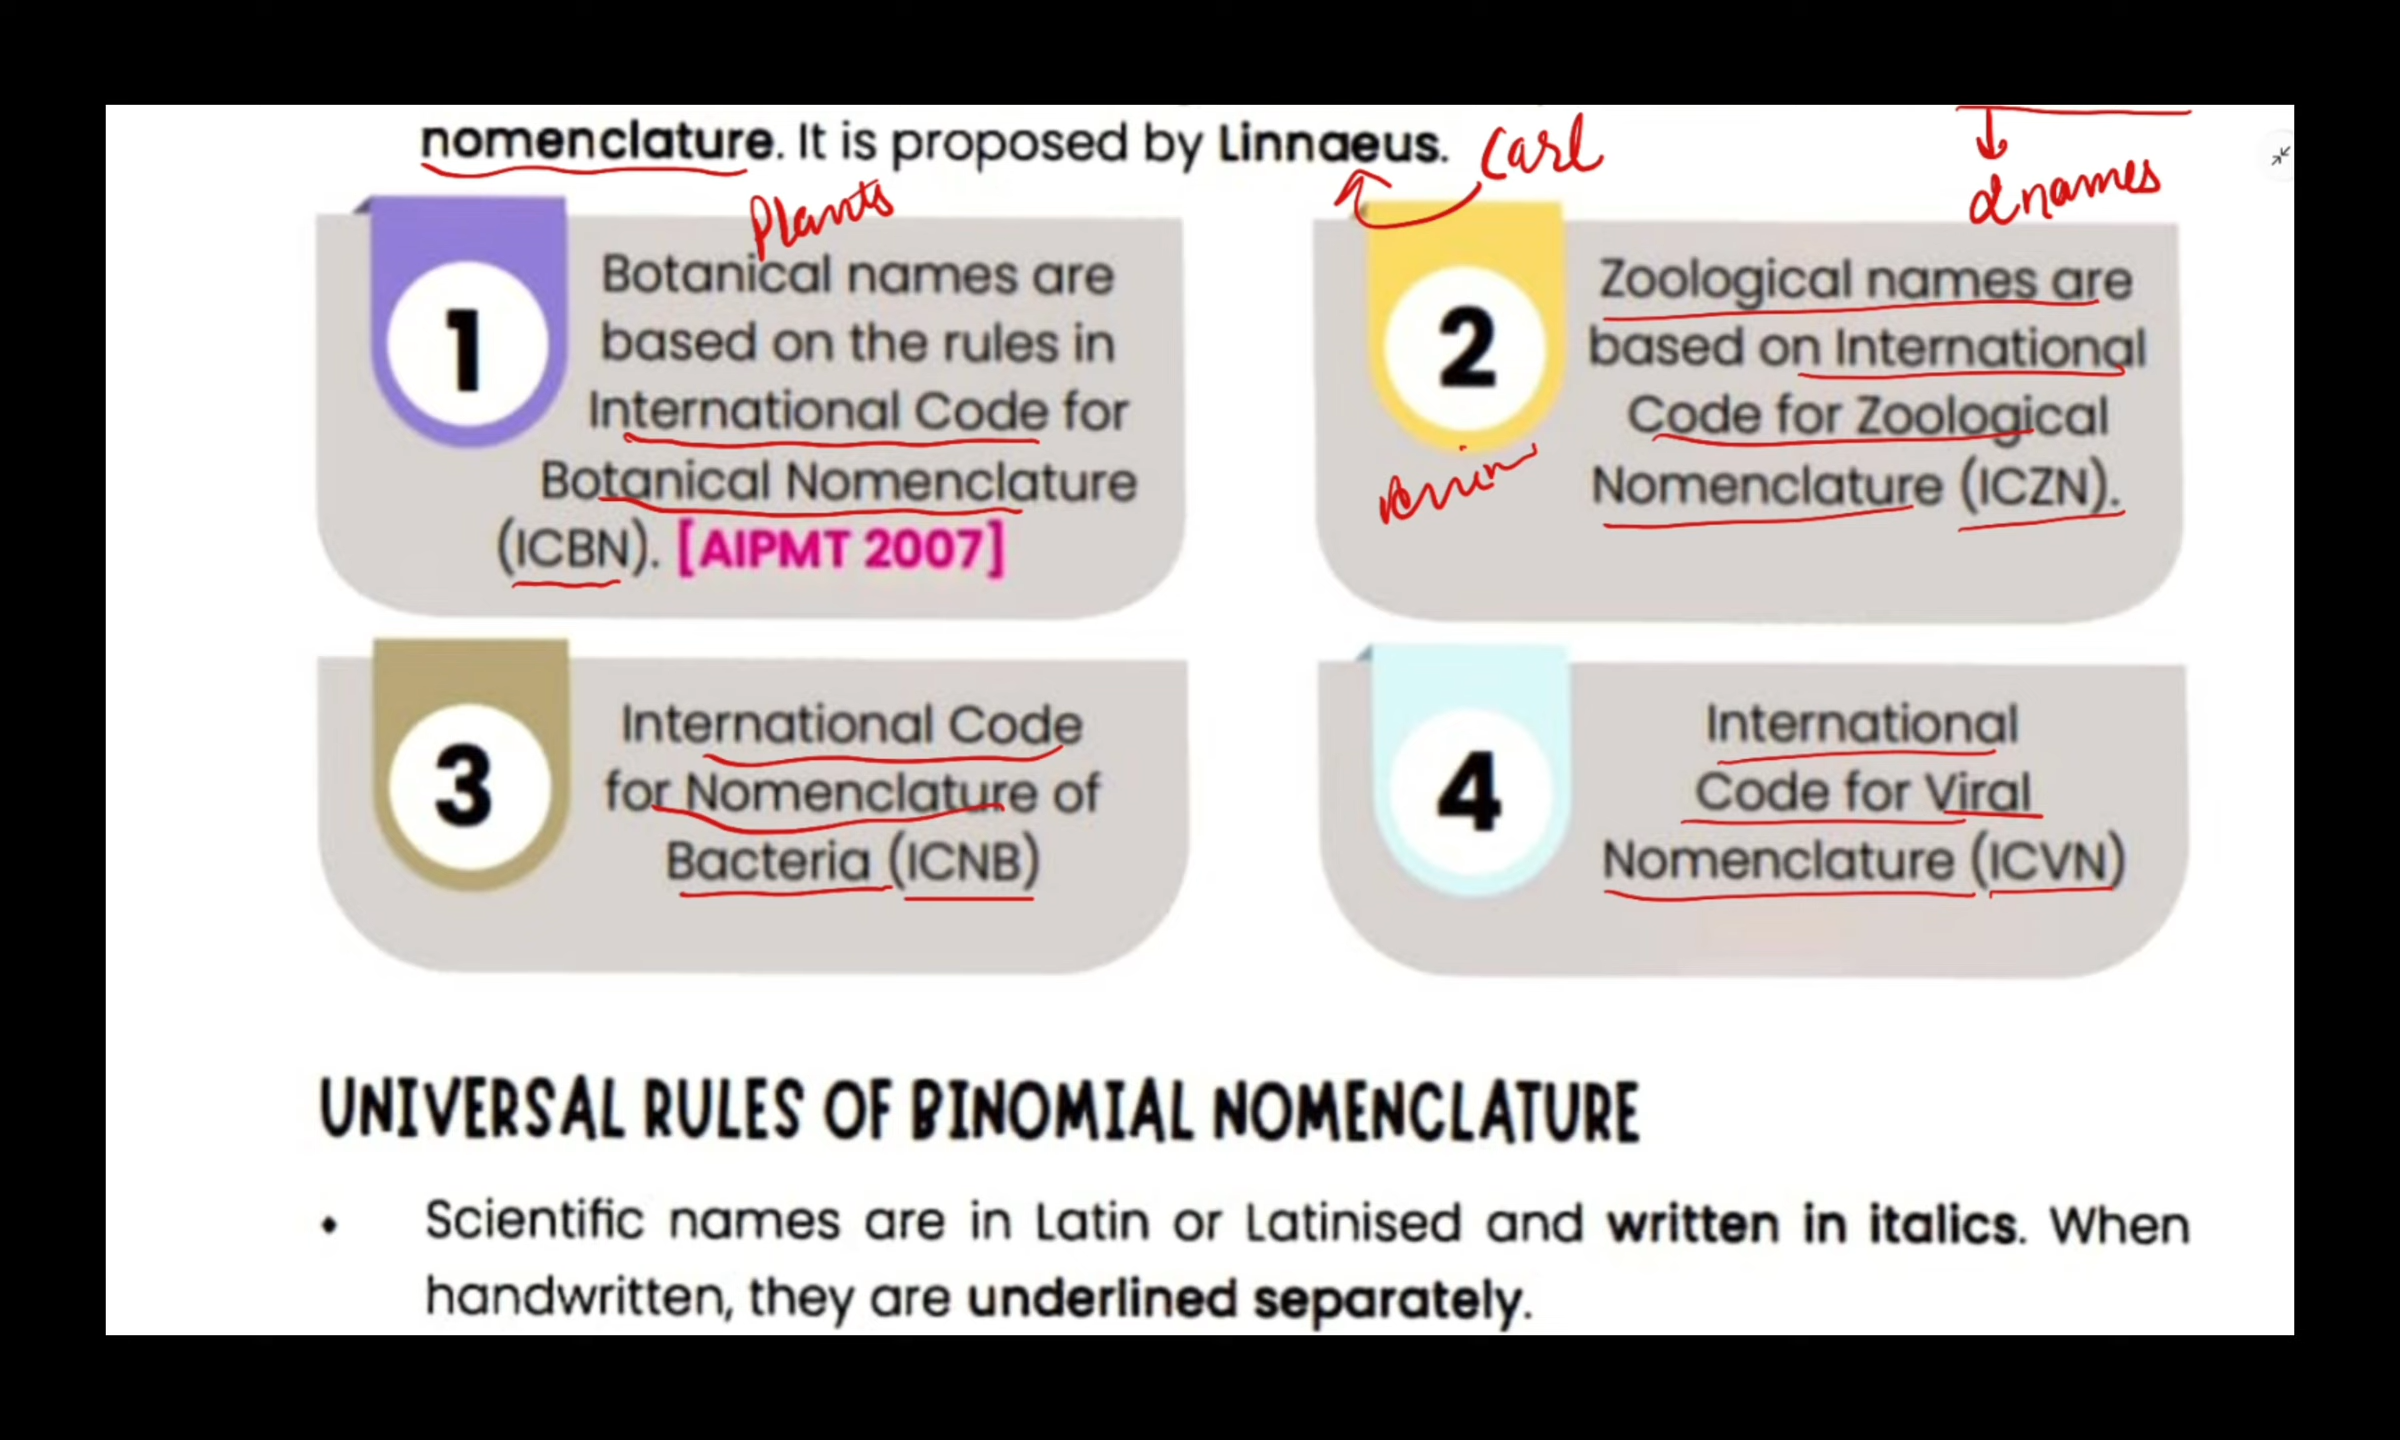 nomenclature. It is proposed by Linnaeus.
Carl
2 names
Plants
1
Botanical names are
based on the rules in
International Code for
Botanical Nomenclature
(ICBN). [AIPMT 2007]
2
Zoological names are
based on International
Code for Zoological
Nomenclature (ICZN).
3
International Code
for Nomenclature of
Bacteria (ICNB)
4
International
Code for Viral
Nomenclature (ICVN)
UNIVERSAL RULES OF BINOMIAL NOMENCLATURE
• Scientific names are in Latin or Latinised and written in italics. When
handwritten, they are underlined separately.